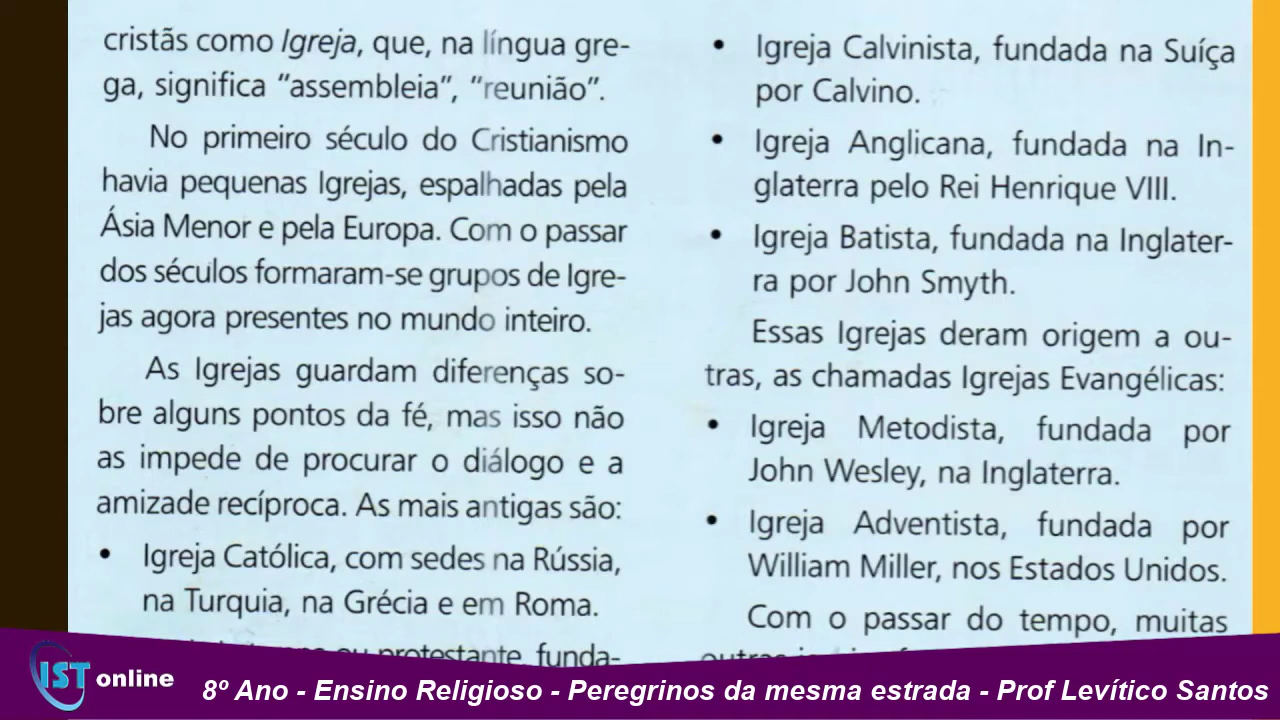 cristãs como Igreja, que, na língua gre-
ga, significa “assembleia”, “reunião”.
No primeiro século do Cristianismo
havia pequenas Igrejas, espalhadas pela
Ásia Menor e pela Europa. Com o passar
dos séculos formaram-se grupos de Igre-
jas agora presentes no mundo inteiro.
As Igrejas guardam diferenças so-
bre alguns pontos da fé, mas isso não
as impede de procurar o diálogo e a
amizade recíproca. As mais antigas são:
• Igreja Católica, com sedes na Rússia,
na Turquia, na Grécia e em Roma.
ou protestante, funda-
• Igreja Calvinista, fundada na Suíça
por Calvino.
• Igreja Anglicana, fundada na In-
glaterra pelo Rei Henrique VIII.
• Igreja Batista, fundada na Inglater-
ra por John Smyth.
Essas Igrejas deram origem a ou-
tras, as chamadas Igrejas Evangélicas:
• Igreja Metodista, fundada por
John Wesley, na Inglaterra.
• Igreja Adventista, fundada por
William Miller, nos Estados Unidos.
Com o passar do tempo, muitas
IST online
8º Ano - Ensino Religioso - Peregrinos da mesma estrada - Prof Levítico Santos